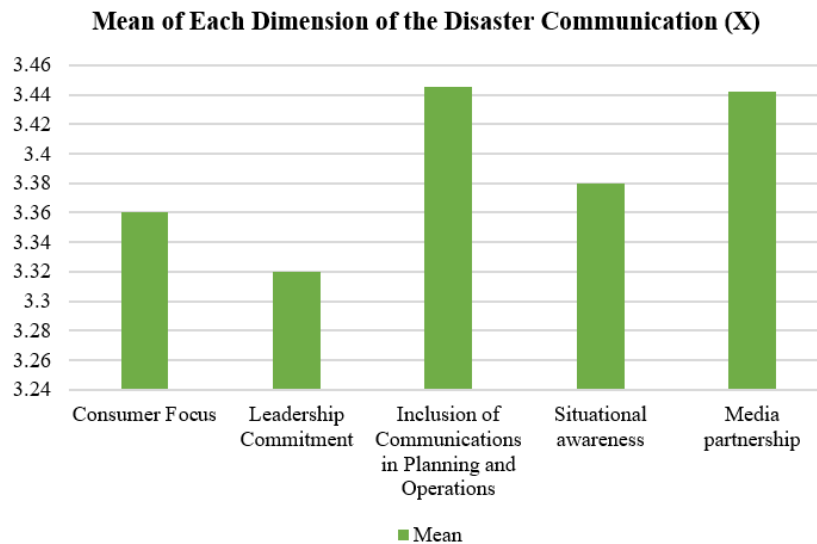 Mean of Each Dimension of the Disaster Communication (X)
3.46
3.44
3.42
3.4
3.38
3.36
3.34
3.32
3.3
3.28
3.26
3.24
Consumer Focus
Leadership
Commitment
Inclusion of
Communications
in Planning and
Operations
Situational
awareness
Media
partnership
Mean